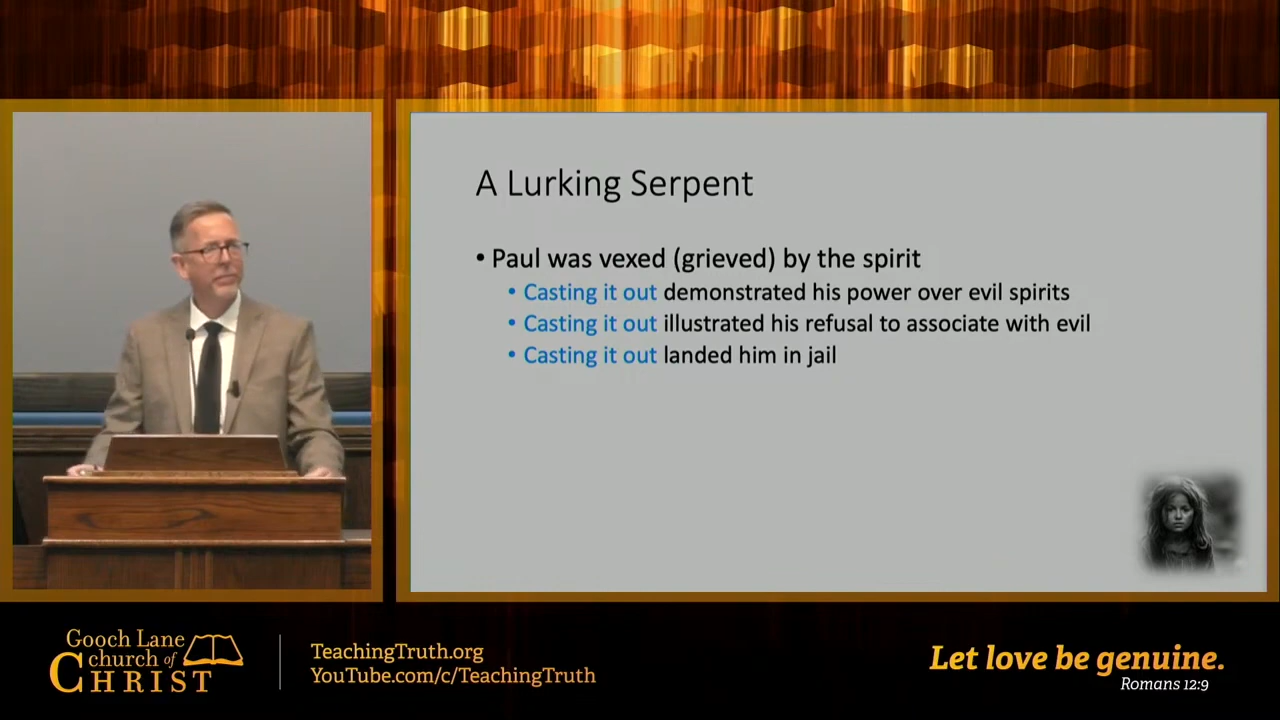 A Lurking Serpent
• Paul was vexed (grieved) by the spirit
• Casting it out demonstrated his power over evil spirits
• Casting it out illustrated his refusal to associate with evil
• Casting it out landed him in jail
Gooch Lane
church of
CHRIST
TeachingTruth.org
YouTube.com/c/TeachingTruth
Let love be genuine.
Romans 12:9